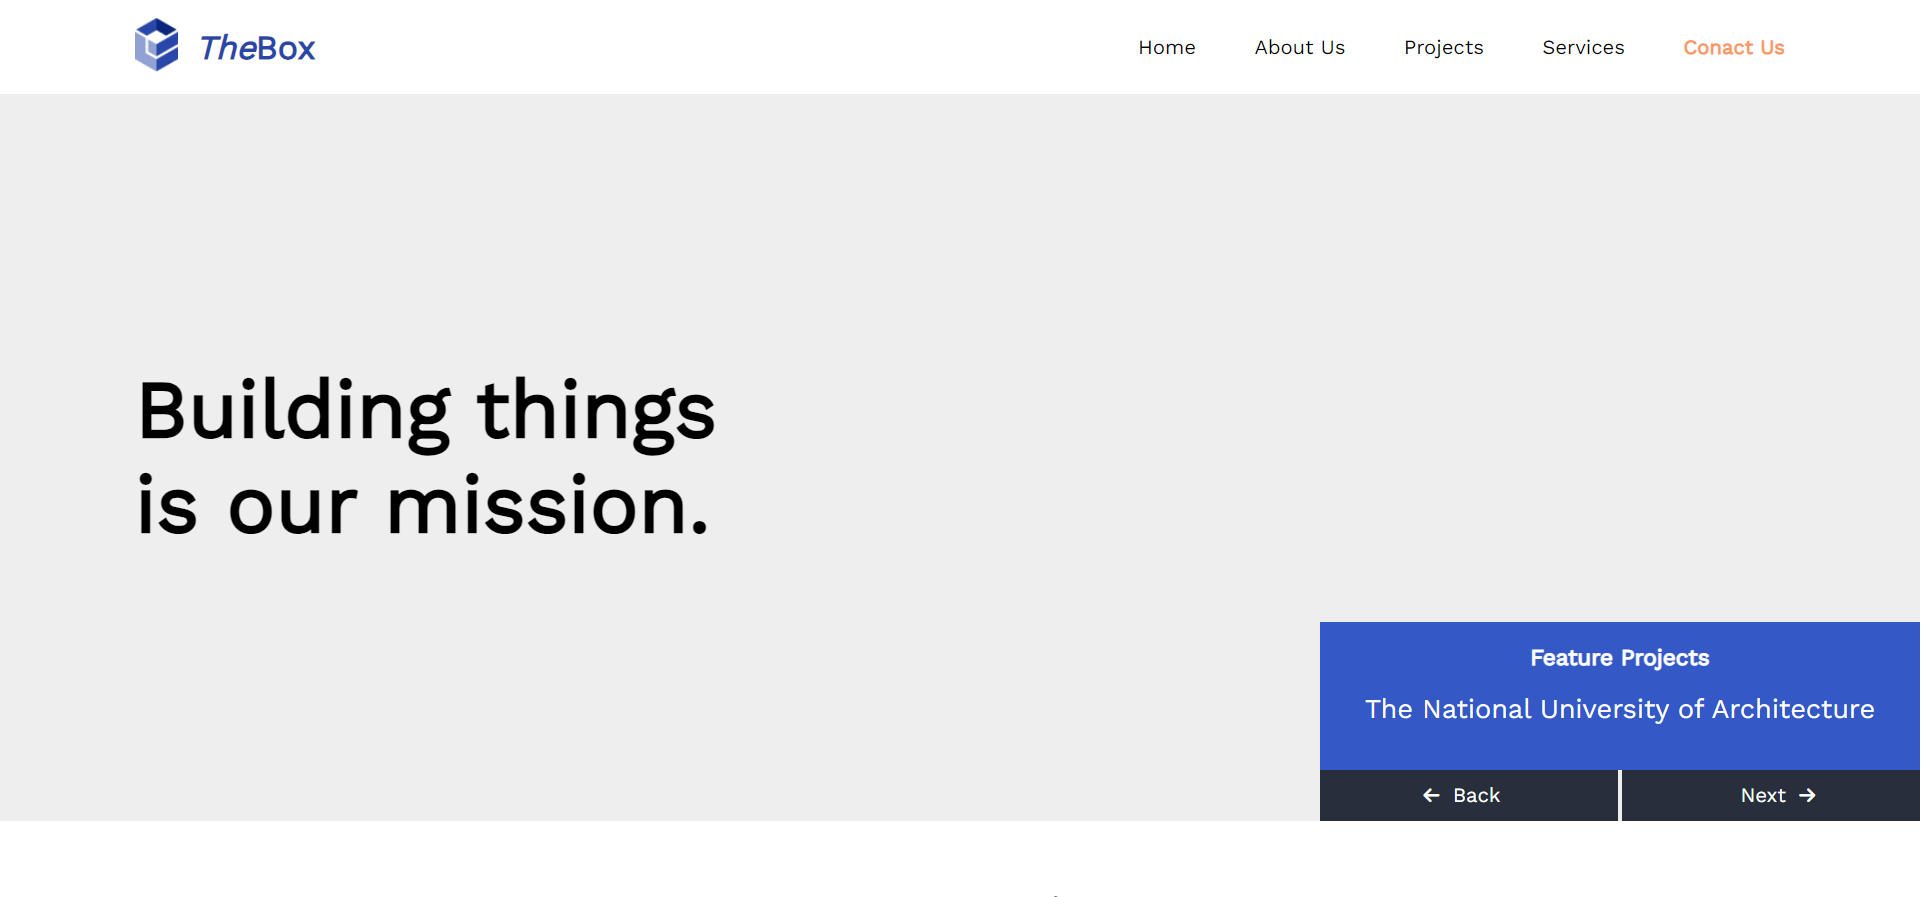 TheBox
Home
About Us
Projects
Services
Conact Us
Building things
is our mission.
Feature Projects
The National University of Architecture
Back
Next